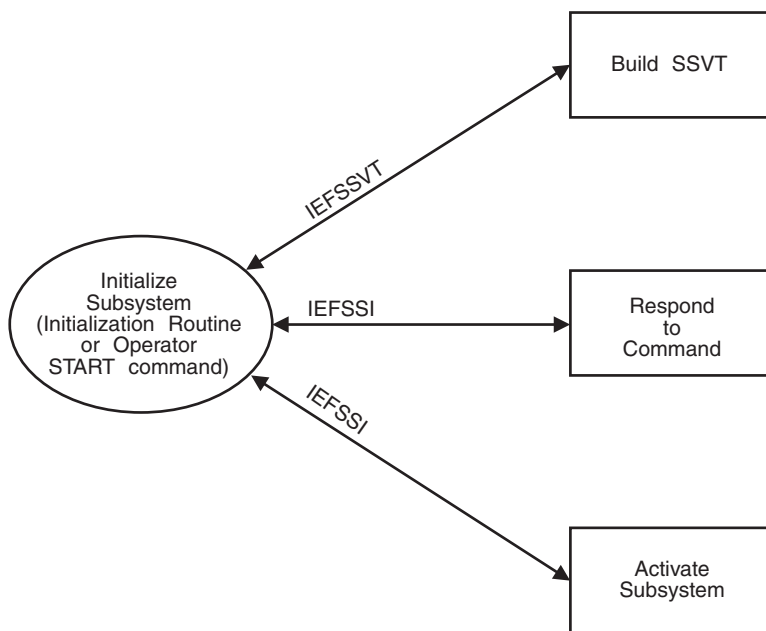 Build SSVT
IEFSSVT
Initialize
Subsystem
(Initialization Routine
or Operator
START command)
IEFSSI
Respond
to
Command
IEFSSI
Activate
Subsystem